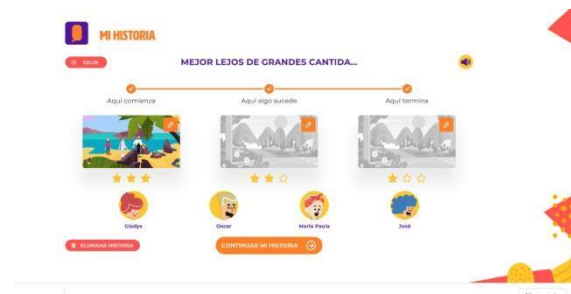 MI HISTORIA
SALIR
MEJOR LEJOS DE GRANDES CANTIDA...
Aquí comienza
Aquí algo sucede
Aquí termina
Gladys
Oscar
María Paula
José
ELIMINAR HISTORIA
CONTINUAR MI HISTORIA